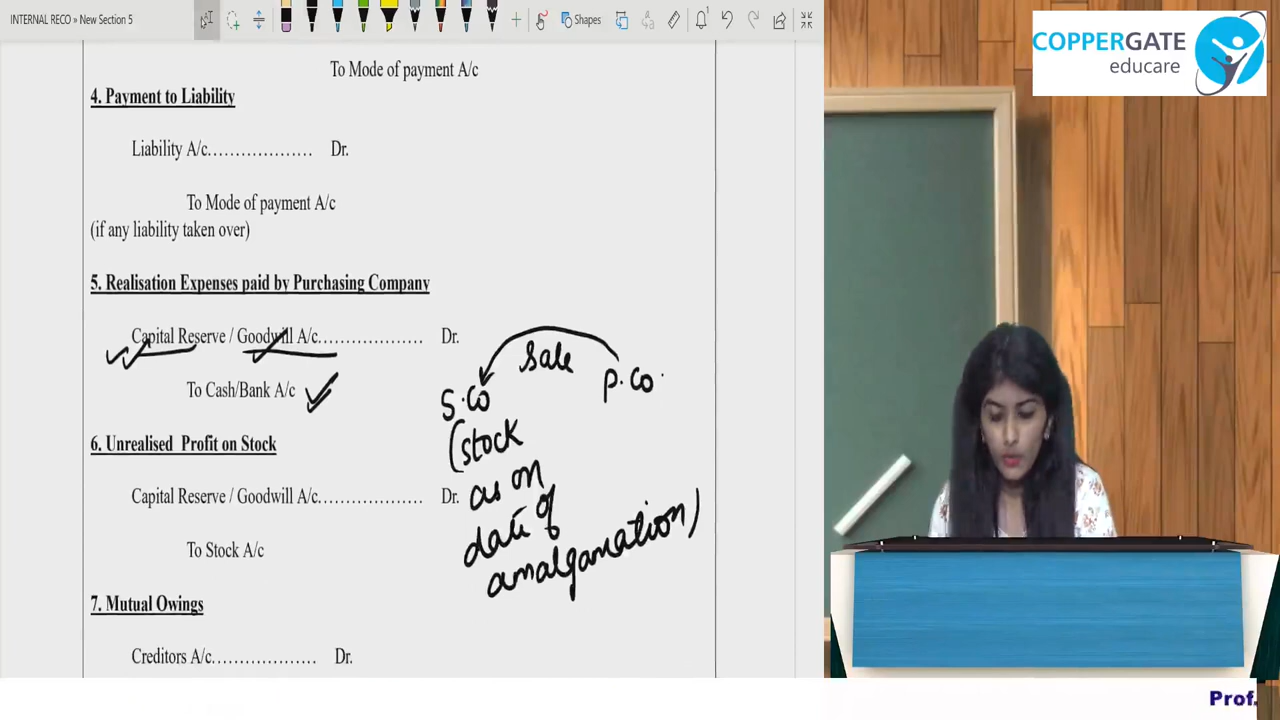 INTERNAL RECO » New Section 5
Shapes
COPPERGATE
educare
To Mode of payment A/c
4. Payment to Liability
Liability A/c................... Dr.
To Mode of payment A/c
(if any liability taken over)
5. Realisation Expenses paid by Purchasing Company
Capital Reserve / Goodwill A/c................... Dr.
To Cash/Bank A/c
Sale
P.Co.
S.Co
(stock
as on
date of
amalgamation)
6. Unrealised Profit on Stock
Capital Reserve / Goodwill A/c................... Dr.
To Stock A/c
7. Mutual Owings
Creditors A/c................... Dr.
Prof.